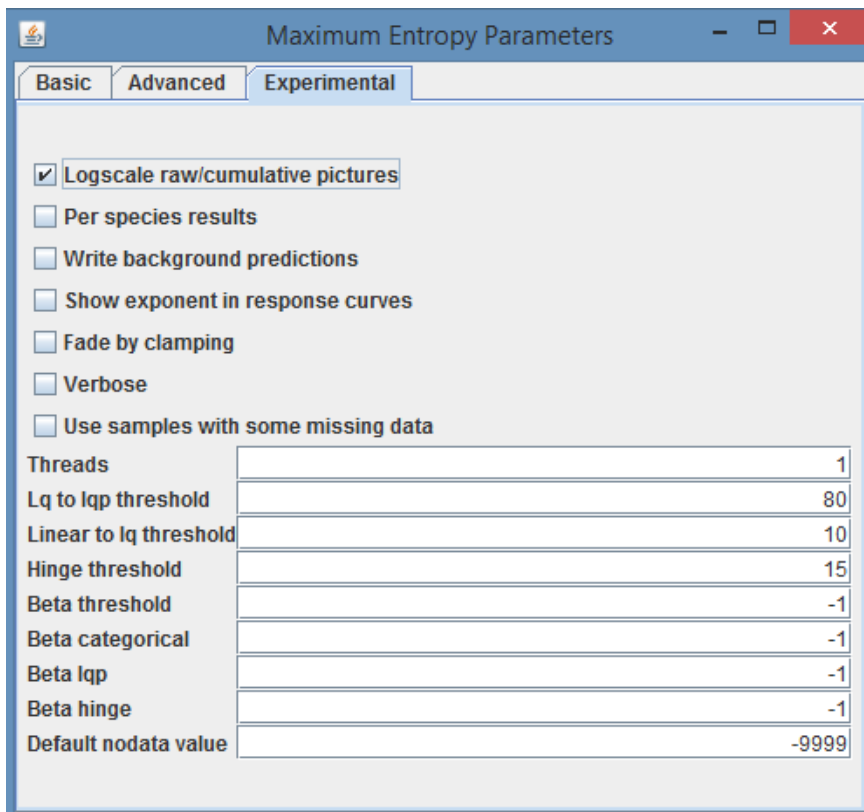 Maximum Entropy Parameters
Basic Advanced Experimental
Logscale raw/cumulative pictures
Per species results
Write background predictions
Show exponent in response curves
Fade by clamping
Verbose
Use samples with some missing data
Threads 1
Lq to lqp threshold 80
Linear to lq threshold 10
Hinge threshold 15
Beta threshold -1
Beta categorical -1
Beta lqp -1
Beta hinge -1
Default nodata value -9999